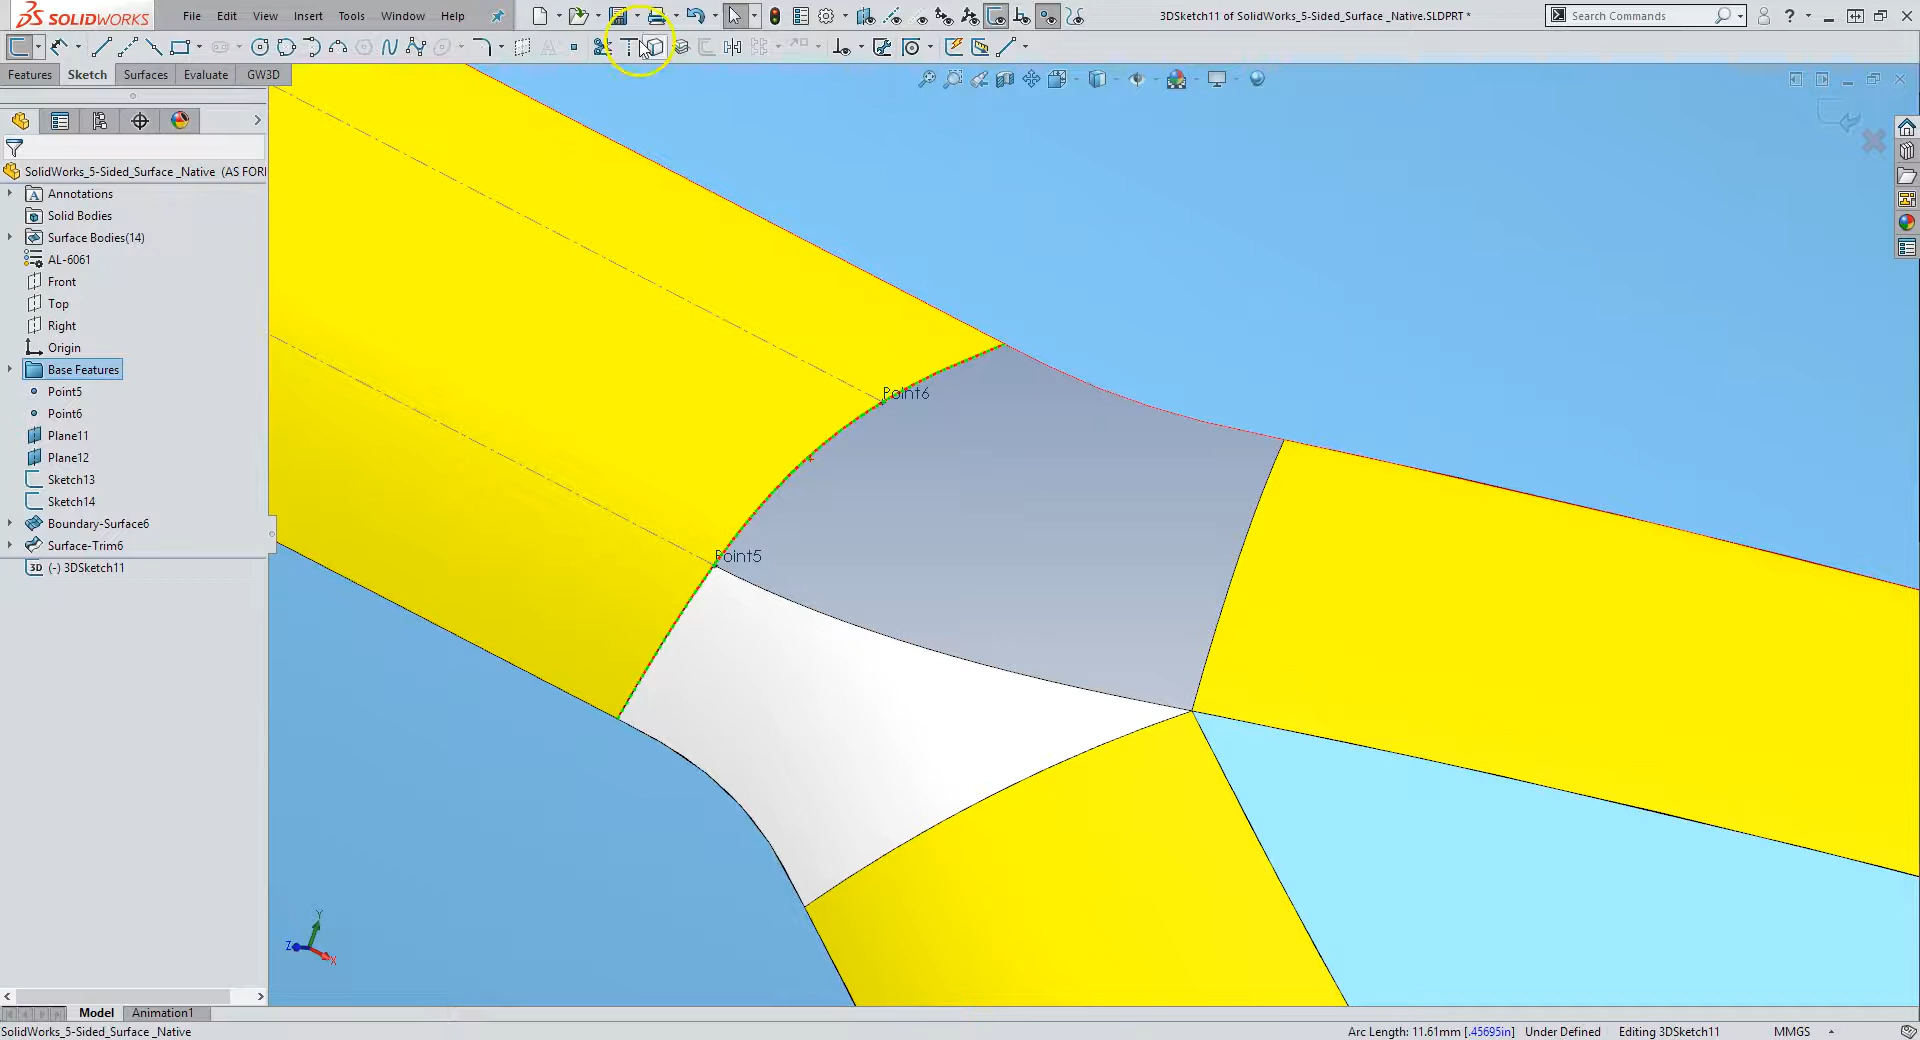 SOLIDWORKS
File Edit View Insert Tools Window Help
3DSketch11 of SolidWorks_5-Sided_Surface _Native.SLDPRT *
Search Commands
Features Sketch Surfaces Evaluate GW3D
SolidWorks_5-Sided_Surface _Native (AS FORI
Annotations
Solid Bodies
Surface Bodies(14)
AL-6061
Front
Top
Right
Origin
Base Features
Point5
Point6
Plane11
Plane12
Sketch13
Sketch14
Boundary-Surface6
Surface-Trim6
3D (-) 3DSketch11
Point6
Point5
Y
Z
X
Model Animation1
SolidWorks_5-Sided_Surface _Native
Arc Length: 11.61mm [.45695in] Under Defined Editing 3DSketch11 MMGS